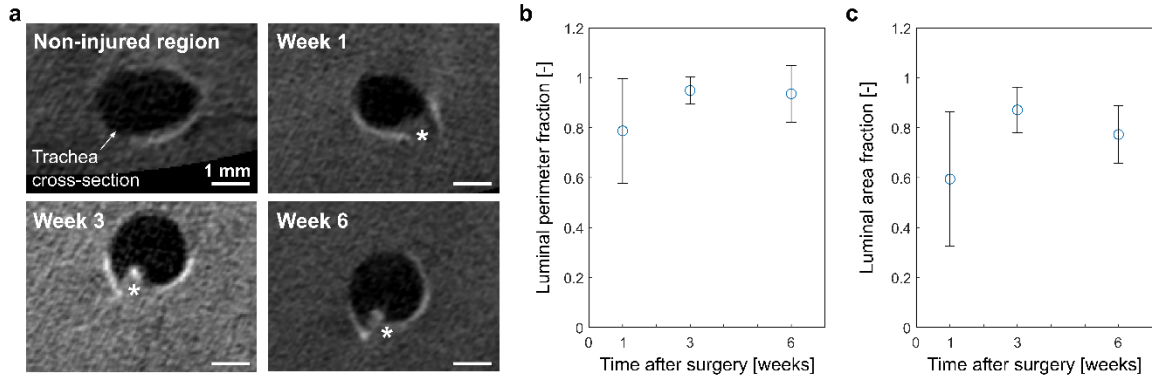 a
Non-injured region
Trachea
cross-section
1 mm
Week 1
*
Week 3
*
Week 6
*
b
Luminal perimeter fraction [-]
1.2
1
0.8
0.6
0.4
0.2
0
0 1 3 6
Time after surgery [weeks]
c
Luminal area fraction [-]
1.2
1
0.8
0.6
0.4
0.2
0
0 1 3 6
Time after surgery [weeks]